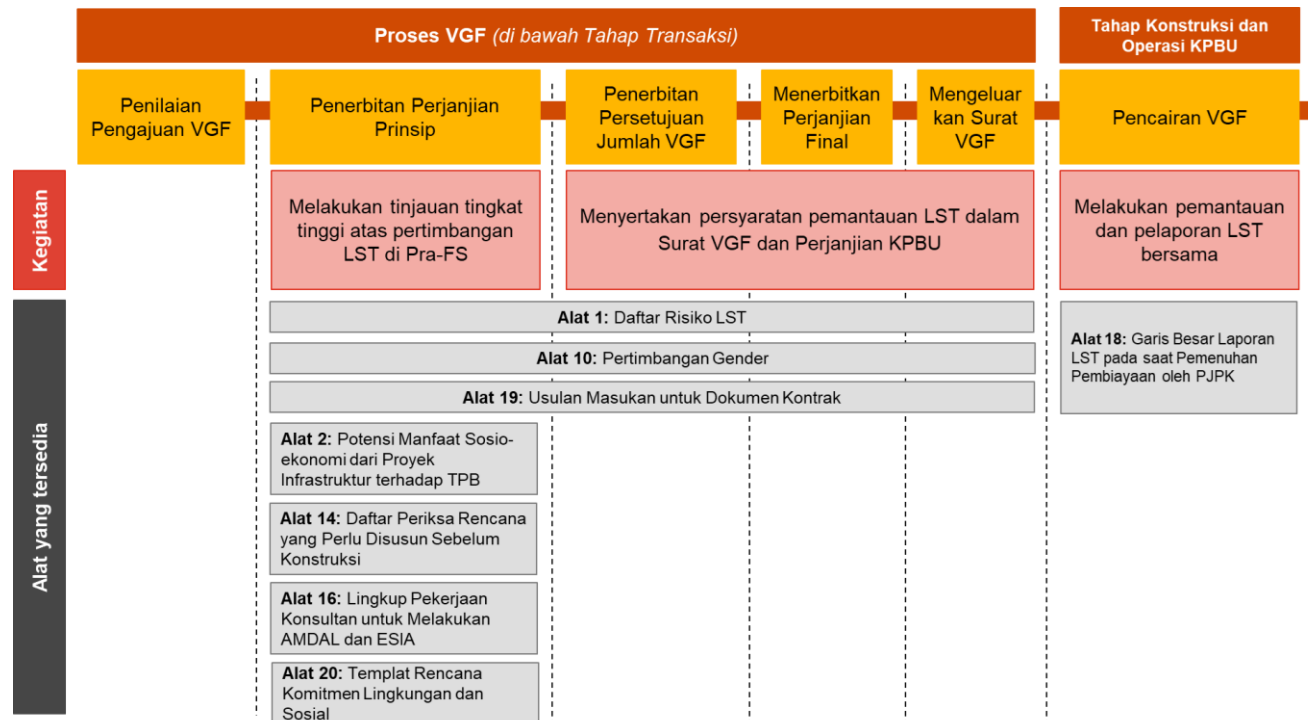 Proses VGF (di bawah Tahap Transaksi)
Tahap Konstruksi dan
Operasi KPBU
Penilaian
Pengajuan VGF
Penerbitan Perjanjian
Prinsip
Penerbitan
Persetujuan
Jumlah VGF
Menerbitkan
Perjanjian
Final
Mengeluar
kan Surat
VGF
Pencairan VGF
Kegiatan
Melakukan tinjauan tingkat
tinggi atas pertimbangan
LST di Pra-FS
Menyertakan persyaratan pemantauan LST dalam
Surat VGF dan Perjanjian KPBU
Melakukan pemantauan
dan pelaporan LST
bersama
Alat yang tersedia
Alat 1: Daftar Risiko LST
Alat 10: Pertimbangan Gender
Alat 19: Usulan Masukan untuk Dokumen Kontrak
Alat 18: Garis Besar Laporan
LST pada saat Pemenuhan
Pembiayaan oleh PJPK
Alat 2: Potensi Manfaat Sosio-
ekonomi dari Proyek
Infrastruktur terhadap TPB
Alat 14: Daftar Periksa Rencana
yang Perlu Disusun Sebelum
Konstruksi
Alat 16: Lingkup Pekerjaan
Konsultan untuk Melakukan
AMDAL dan ESIA
Alat 20: Templat Rencana
Komitmen Lingkungan dan
Sosial